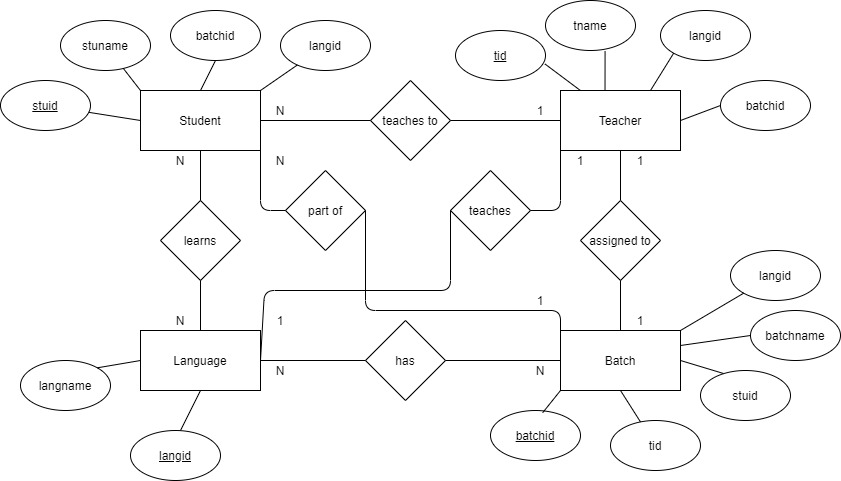 tname
batchid
langid
stuname
langid
tid
stuid
batchid
N
1
Student
teaches to
Teacher
N
N
1
1
part of
teaches
learns
assigned to
langid
1
N
1
1
batchname
Language
has
Batch
N
N
langname
stuid
batchid
tid
langid